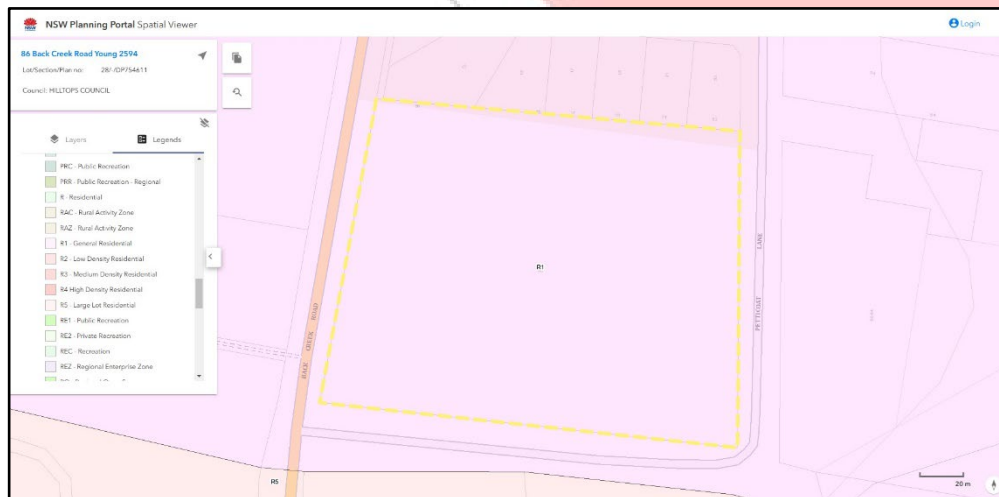 NSW Planning Portal Spatial Viewer
Login
86 Back Creek Road Young 2594
Lot/Section/Plan no: 28/-/DP754611
Council: HILLTOPS COUNCIL
Layers
Legends
PRC - Public Recreation
PRR - Public Recreation - Regional
R - Residential
RAC - Rural Activity Zone
RAZ - Rural Activity Zone
R1 - General Residential
R2 - Low Density Residential
R3 - Medium Density Residential
R4 High Density Residential
R5 - Large Lot Residential
RE1 - Public Recreation
RE2 - Private Recreation
REC - Recreation
REZ - Regional Enterprise Zone
R1
BACK CREEK ROAD
PETTICOAT LANE
R5
20 m